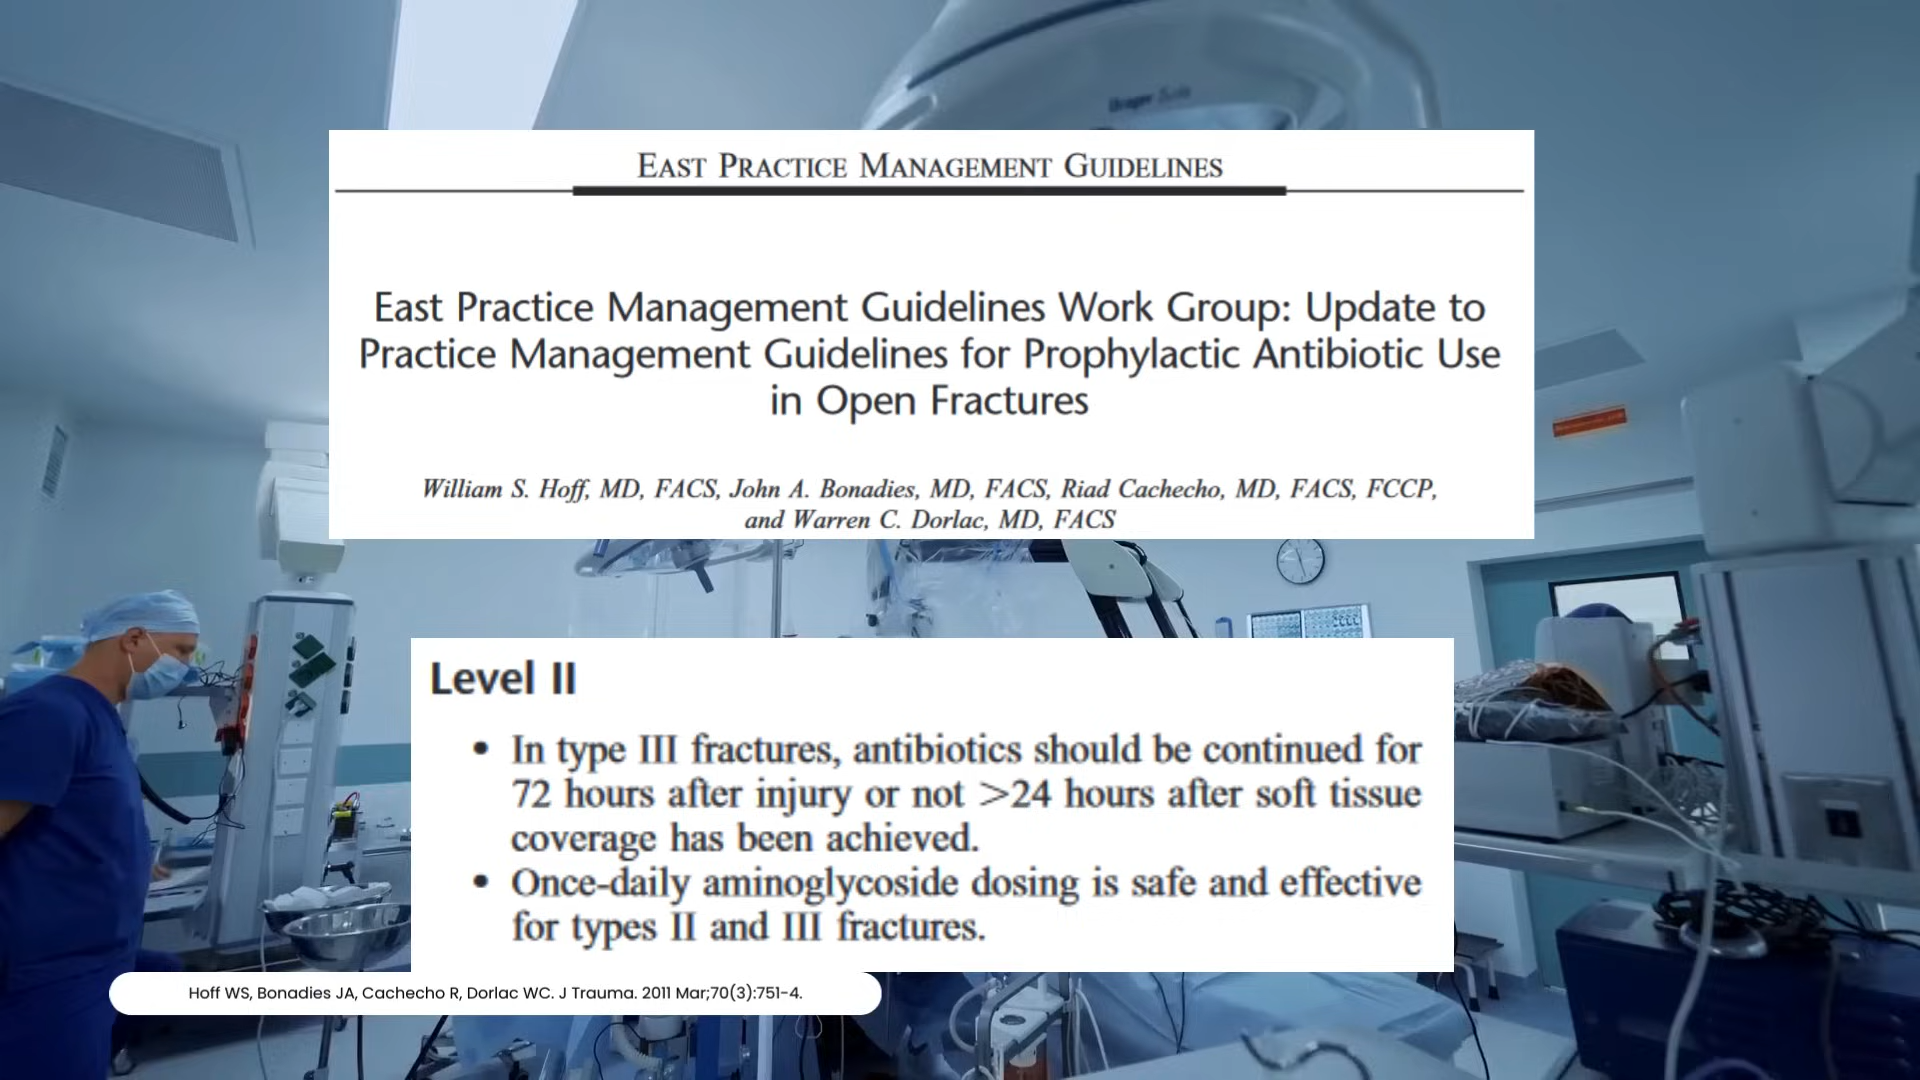 EAST PRACTICE MANAGEMENT GUIDELINES
East Practice Management Guidelines Work Group: Update to
Practice Management Guidelines for Prophylactic Antibiotic Use
in Open Fractures
William S. Hoff, MD, FACS, John A. Bonadies, MD, FACS, Riad Cachecho, MD, FACS, FCCP,
and Warren C. Dorlac, MD, FACS
Level II
• In type III fractures, antibiotics should be continued for
72 hours after injury or not >24 hours after soft tissue
coverage has been achieved.
• Once-daily aminoglycoside dosing is safe and effective
for types II and III fractures.
Hoff WS, Bonadies JA, Cachecho R, Dorlac WC. J Trauma. 2011 Mar;70(3):751-4.